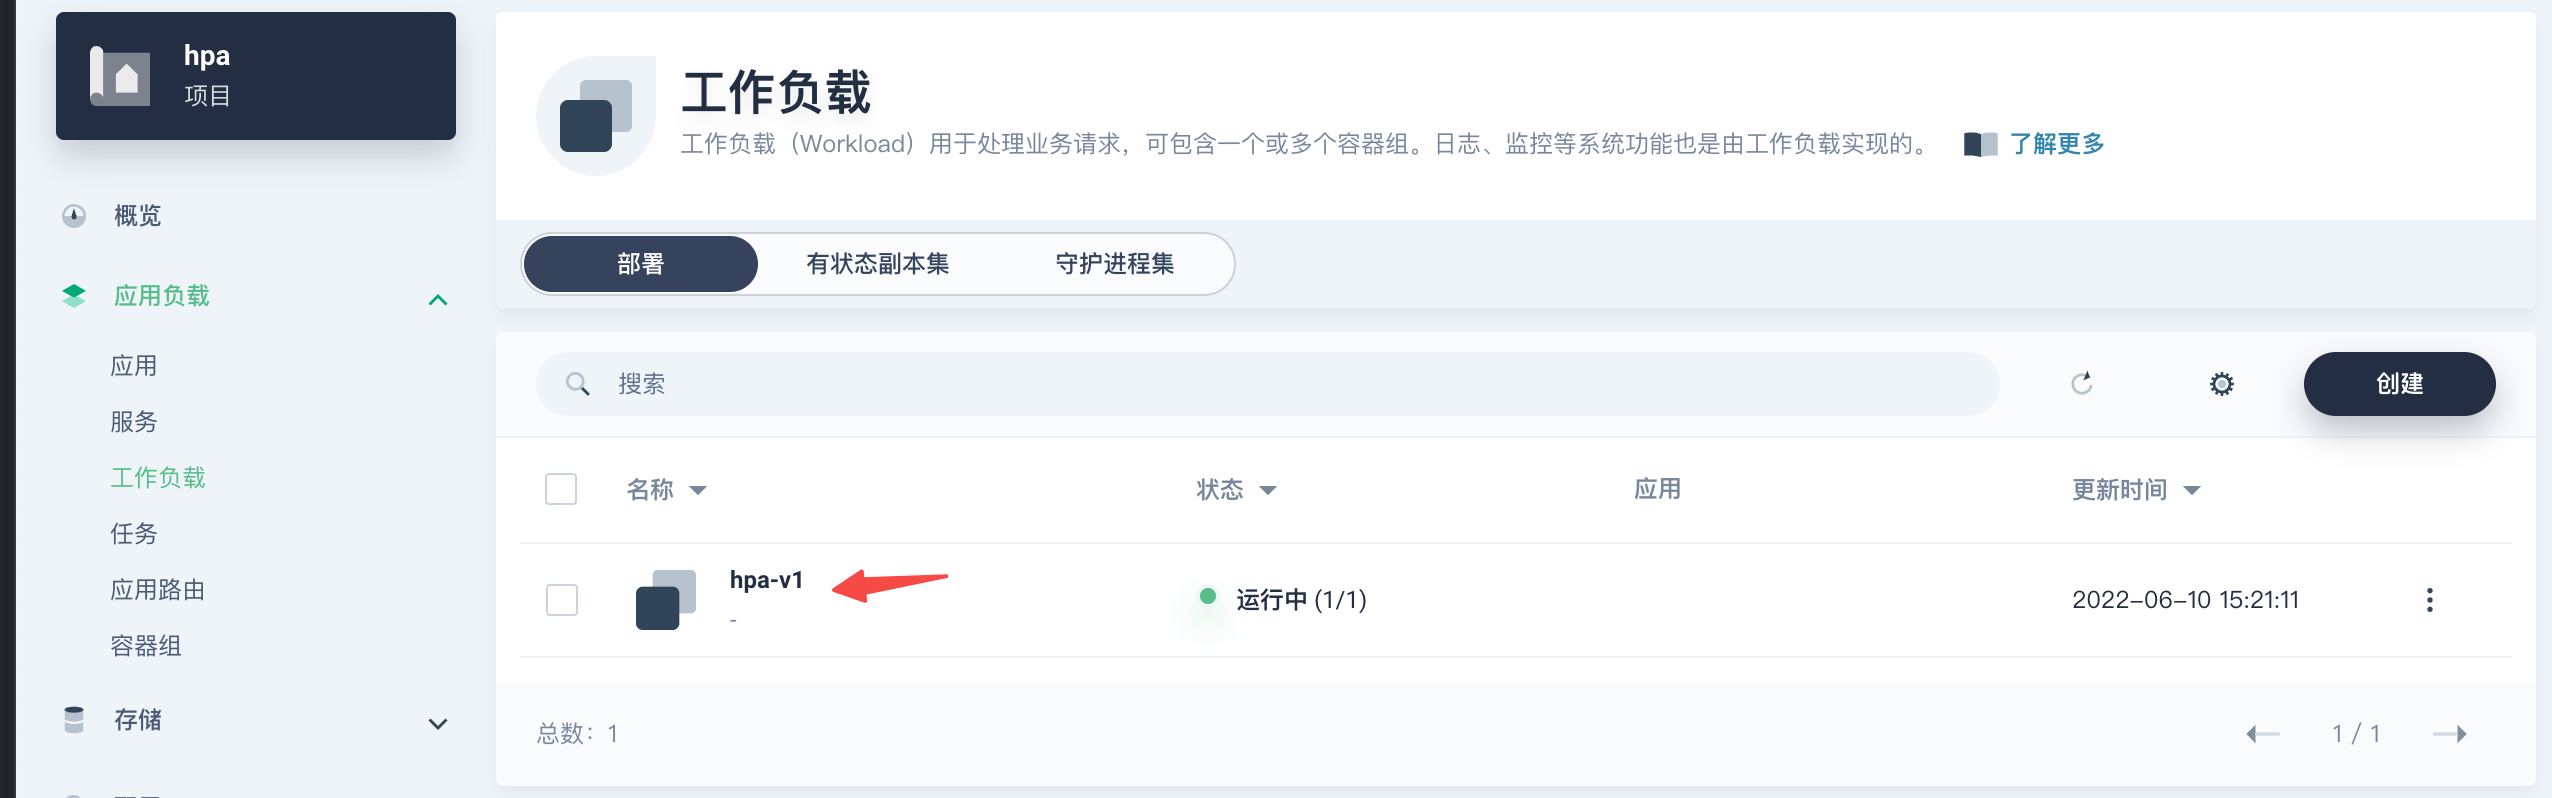 hpa
项目
概览
应用负载
应用
服务
工作负载
任务
应用路由
容器组
存储
工作负载
工作负载（Workload）用于处理业务请求，可包含一个或多个容器组。日志、监控等系统功能也是由工作负载实现的。 了解更多
部署 有状态副本集 守护进程集
搜索 创建
名称 状态 应用 更新时间
hpa-v1
-
运行中 (1/1) 2022-06-10 15:21:11
总数：1 1 / 1